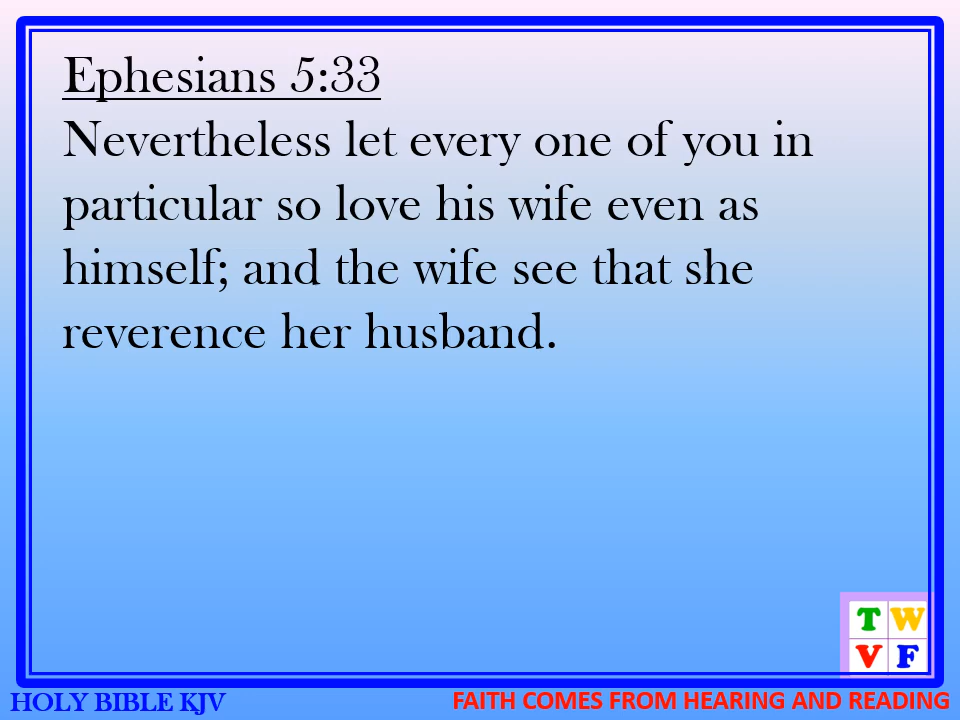 Ephesians 5:33
Nevertheless let every one of you in
particular so love his wife even as
himself; and the wife see that she
reverence her husband.
T W
V F
HOLY BIBLE KJV
FAITH COMES FROM HEARING AND READING